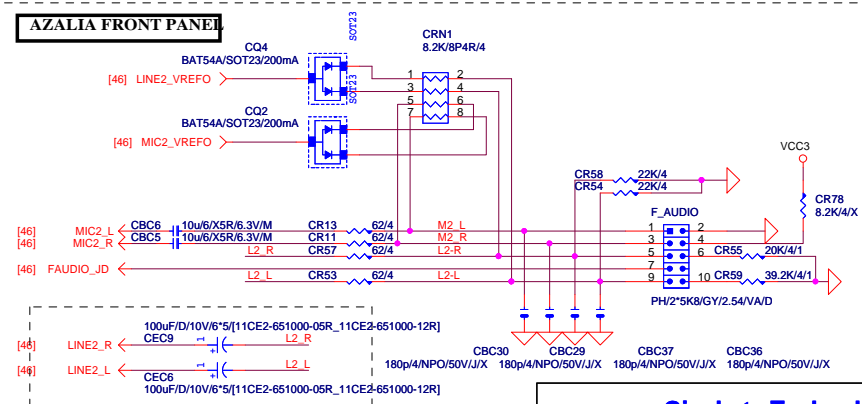 AZALIA FRONT PANEL
SOT23
CQ4
BAT54A/SOT23/200mA
CRN1
8.2K/8P4R/4
[46] LINE2_VREFO
1 2
3 4
5 6
7 8
SOT23
CQ2
BAT54A/SOT23/200mA
[46] MIC2_VREFO
VCC3
CR58 22K/4
CR54 22K/4
CR78
8.2K/4/X
F_AUDIO
[46] MIC2_L CBC6 10u/6/X5R/6.3V/M CR13 62/4 M2_L 1 2
[46] MIC2_R CBC5 10u/6/X5R/6.3V/M CR11 62/4 M2_R 3 4
L2_R CR57 62/4 L2-R 5 6 CR55 20K/4/1
[46] FAUDIO_JD 7
L2_L CR53 62/4 L2-L 9 10 CR59 39.2K/4/1
PH/2*5K8/GY/2.54/VA/D
100uF/D/10V/6*5/[11CE2-651000-05R_11CE2-651000-12R]
[46] LINE2_R CEC9 1 + L2_R
[46] LINE2_L 1 + L2_L
CEC6
100uF/D/10V/6*5/[11CE2-651000-05R_11CE2-651000-12R]
CBC30 CBC29 CBC37 CBC36
180p/4/NPO/50V/J/X 180p/4/NPO/50V/J/X 180p/4/NPO/50V/J/X 180p/4/NPO/50V/J/X